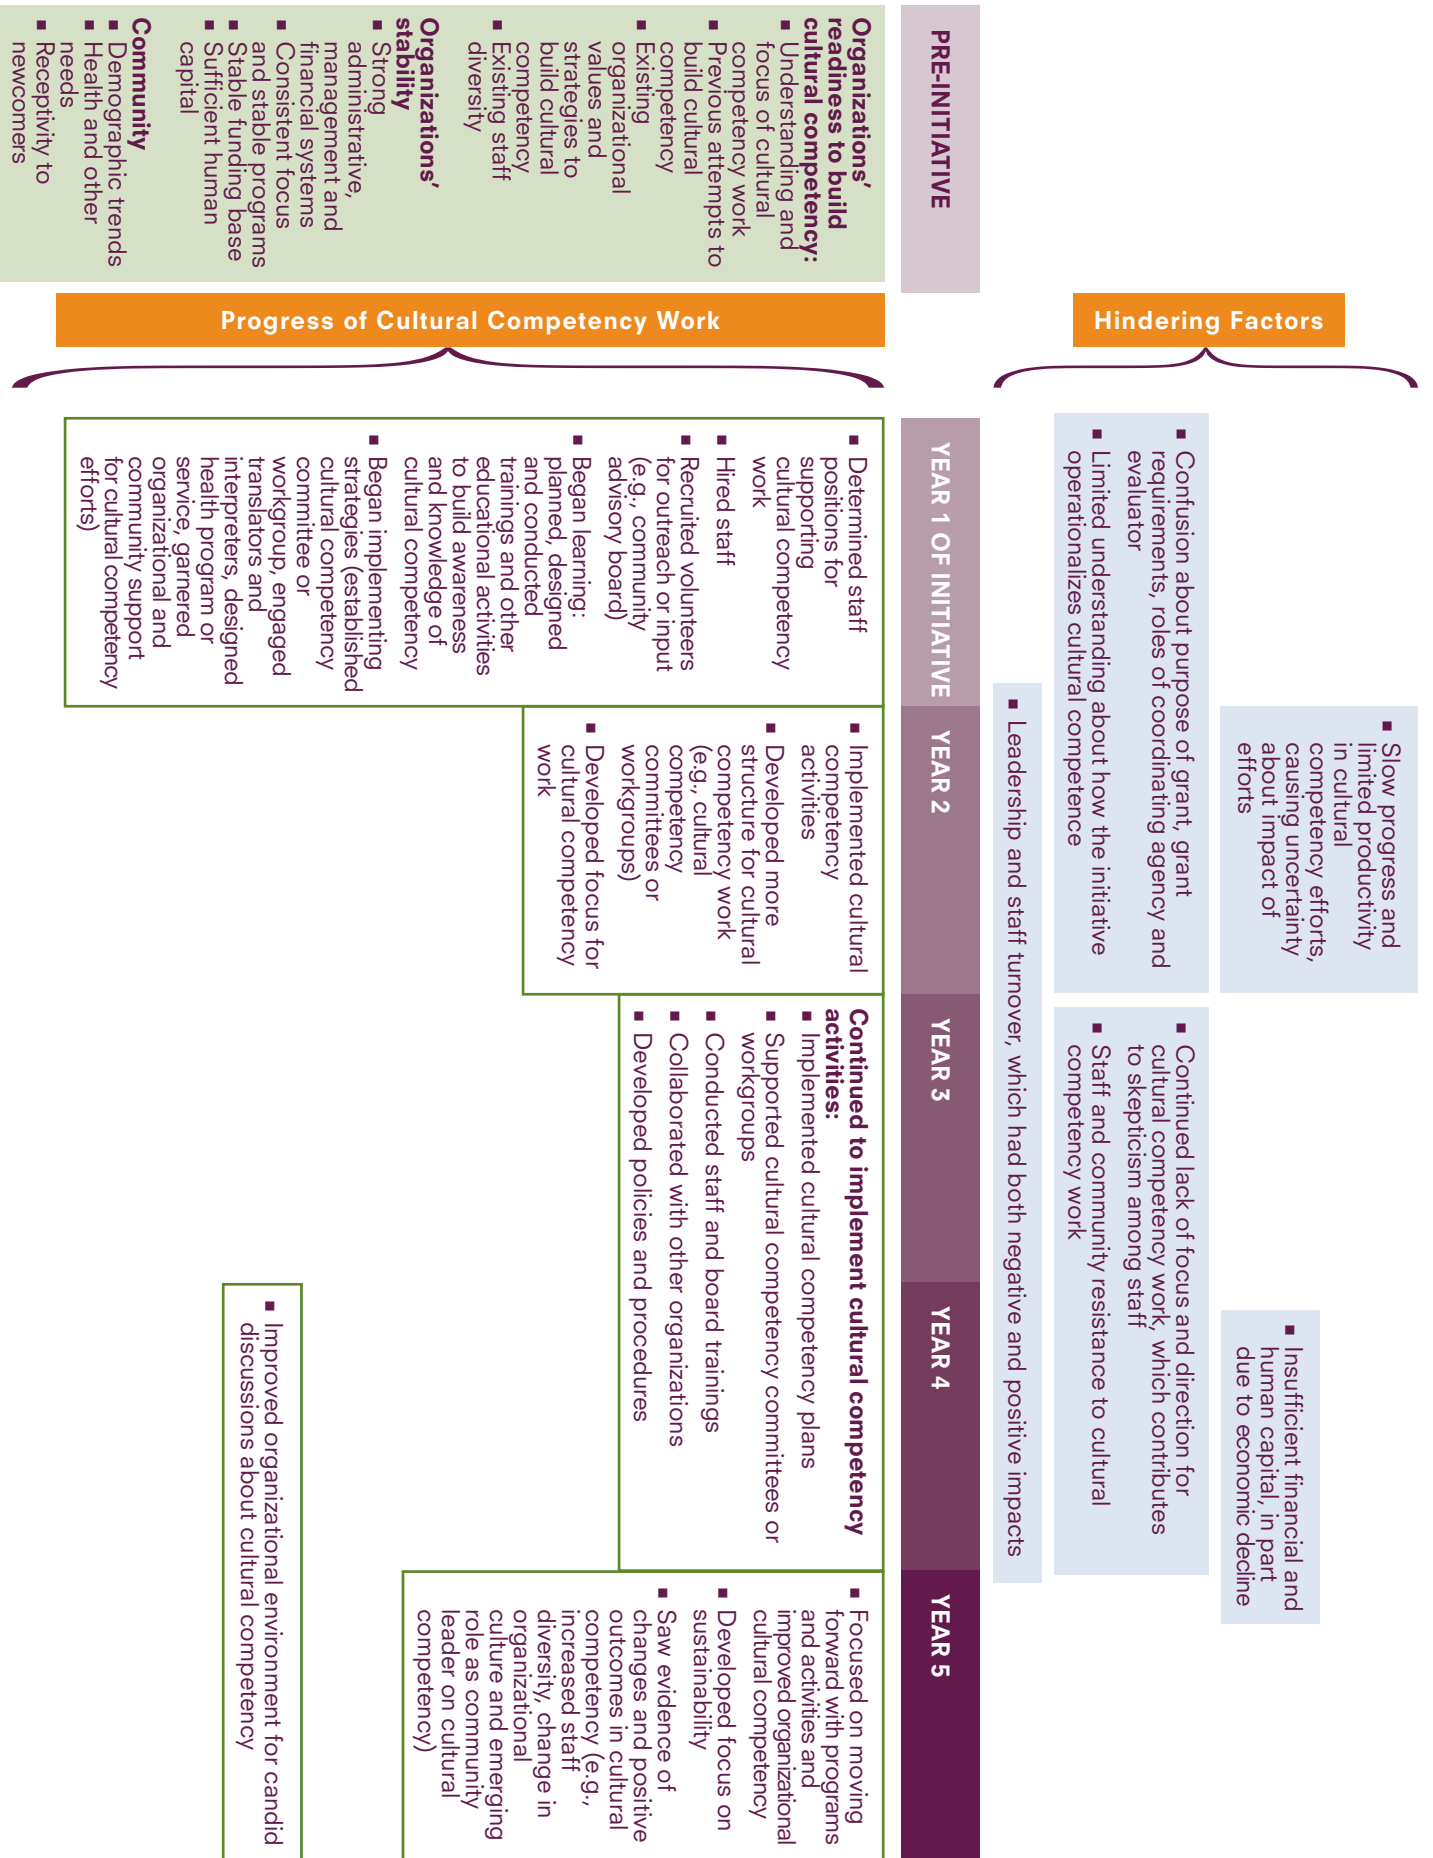 Hindering Factors
Slow progress and
limited productivity
in cultural
competency efforts,
causing uncertainty
about impact of
efforts
Insufficient financial and
human capital, in part
due to economic decline
Confusion about purpose of grant, grant
requirements, roles of coordinating agency and
evaluator
Limited understanding about how the initiative
operationalizes cultural competence
Continued lack of focus and direction for
cultural competency work, which contributes
to skepticism among staff
Staff and community resistance to cultural
competency work
Leadership and staff turnover, which had both negative and positive impacts
PRE-INITIATIVE
YEAR 1 OF INITIATIVE
YEAR 2
YEAR 3
YEAR 4
YEAR 5
Organizations’
readiness to build
cultural competency:
Understanding and
focus of cultural
competency work
Previous attempts to
build cultural
competency
Existing
organizational
values and
strategies to
build cultural
competency
Existing staff
diversity
Organizations’
stability
Strong
administrative,
management and
financial systems
Consistent focus
and stable programs
Stable funding base
Sufficient human
capital
Community
Demographic trends
Health and other
needs
Receptivity to
newcomers
Progress of Cultural Competency Work
Determined staff
positions for
supporting
cultural competency
work
Hired staff
Recruited volunteers
for outreach or input
(e.g., community
advisory board)
Began learning:
planned, designed
and conducted
trainings and other
educational activities
to build awareness
and knowledge of
cultural competency
Began implementing
strategies (established
cultural competency
committee or
workgroup, engaged
translators and
interpreters, designed
health program or
service, garnered
organizational and
community support
for cultural competency
efforts)
Implemented cultural
competency
activities
Developed more
structure for cultural
competency work
(e.g., cultural
competency
committees or
workgroups)
Developed focus for
cultural competency
work
Continued to implement cultural competency
activities:
Implemented cultural competency plans
Supported cultural competency committees or
workgroups
Conducted staff and board trainings
Collaborated with other organizations
Developed policies and procedures
Focused on moving
forward with programs
and activities and
improved organizational
cultural competency
Developed focus on
sustainability
Saw evidence of
changes and positive
outcomes in cultural
competency (e.g.,
increased staff
diversity, change in
organizational
culture and emerging
role as community
leader on cultural
competency)
Improved organizational environment for candid
discussions about cultural competency